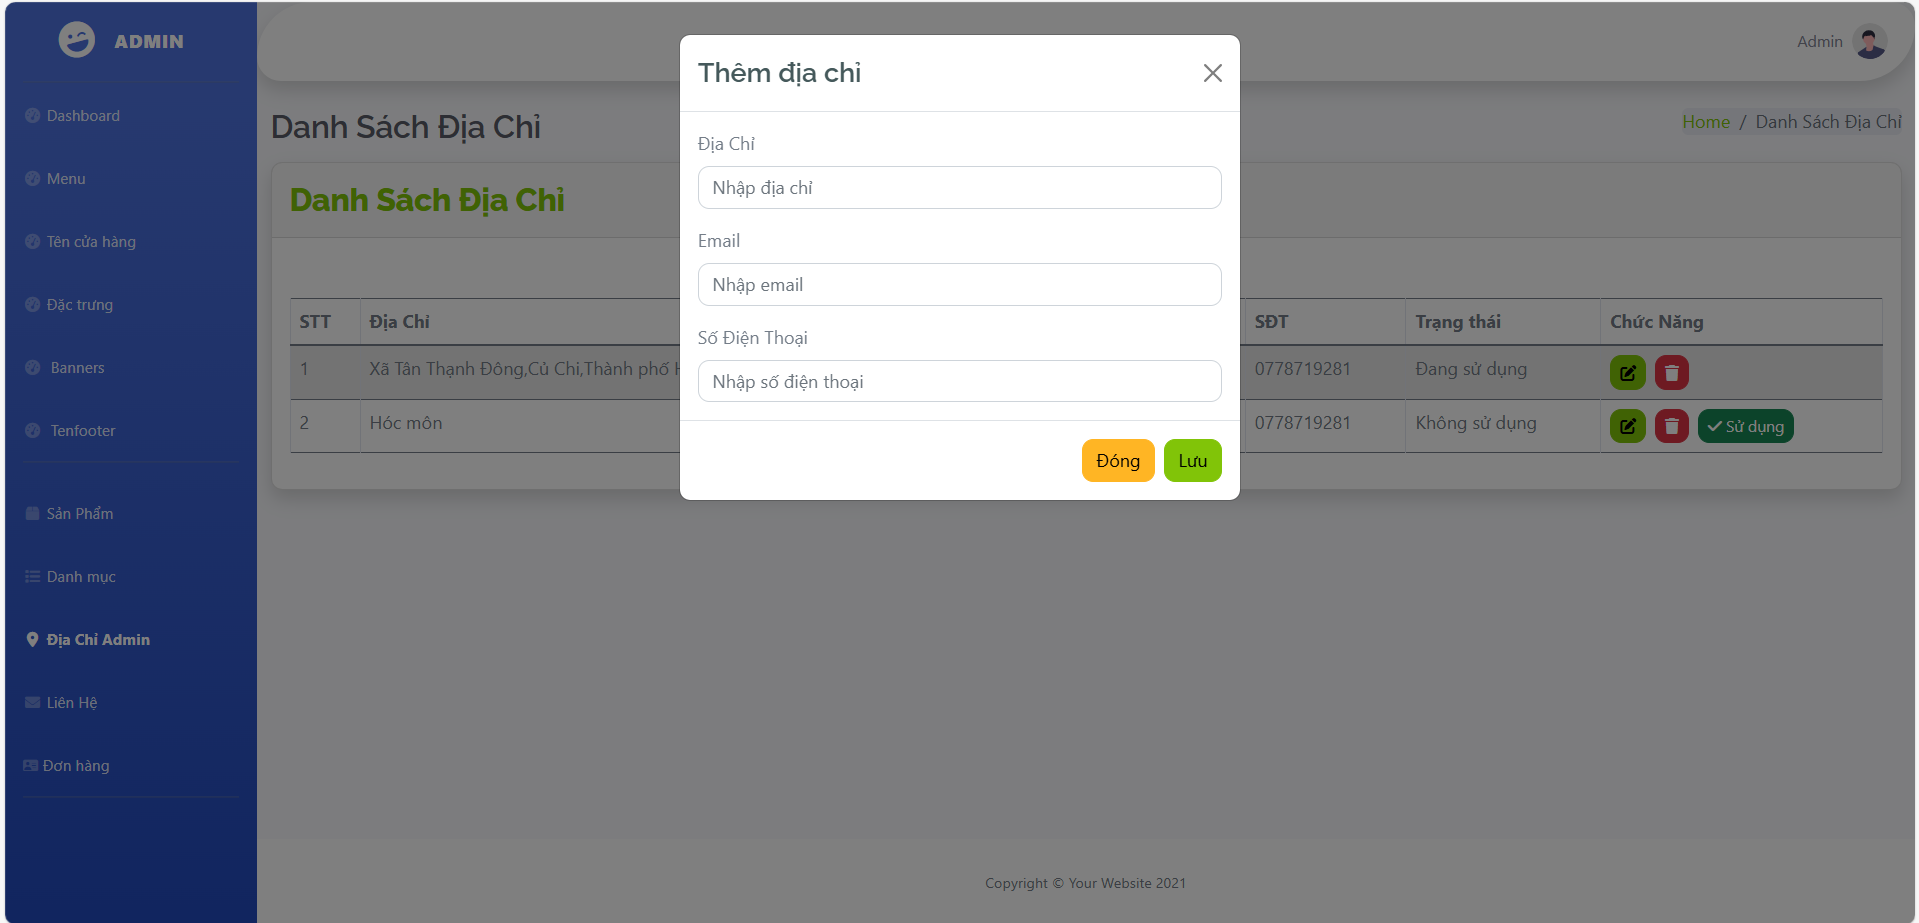 ADMIN
Admin
Dashboard
Menu
Tên cửa hàng
Đặc trưng
Banners
Tenfooter
Sản Phẩm
Danh mục
Địa Chỉ Admin
Liên Hệ
Đơn hàng
Danh Sách Địa Chỉ
Home / Danh Sách Địa Chỉ
Danh Sách Địa Chỉ
STT Địa Chỉ SĐT Trạng thái Chức Năng
1 Xã Tân Thạnh Đông,Củ Chi,Thành phố 0778719281 Đang sử dụng
2 Hóc môn 0778719281 Không sử dụng Sử dụng
Thêm địa chỉ
Địa Chỉ
Nhập địa chỉ
Email
Nhập email
Số Điện Thoại
Nhập số điện thoại
Đóng Lưu
Copyright © Your Website 2021